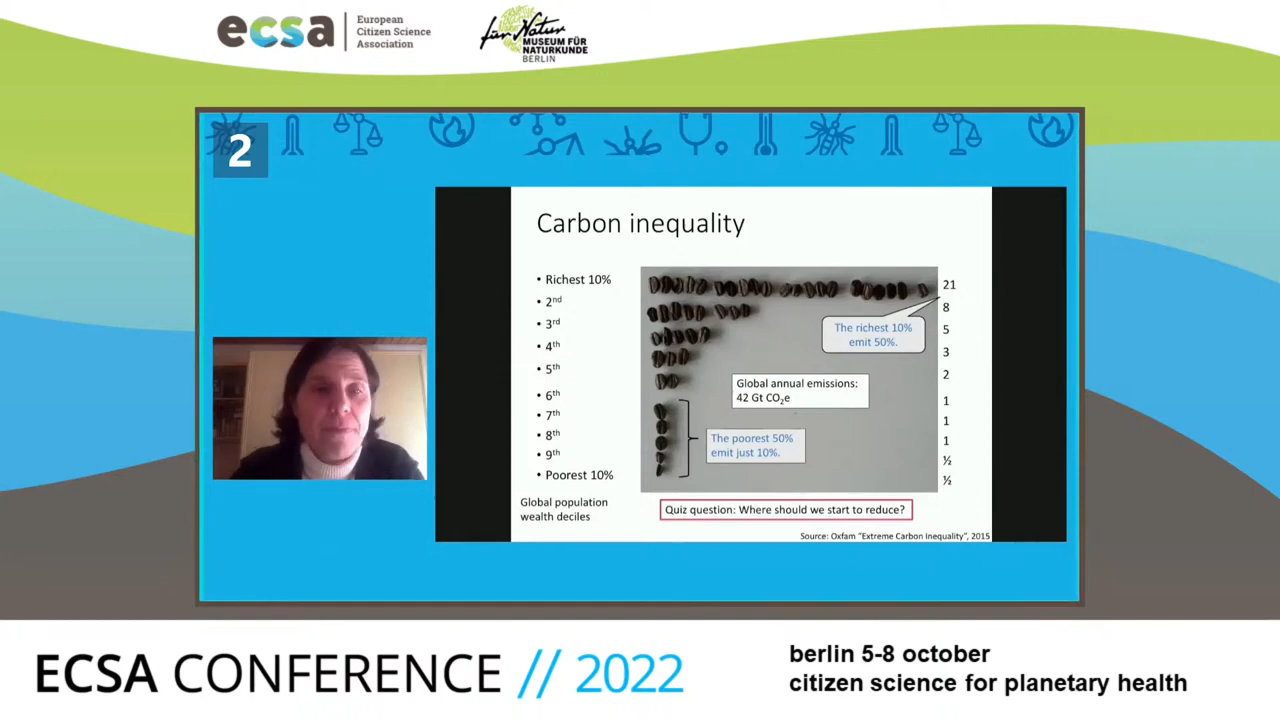 ecsa
European
Citizen Science
Association
für Natur
MUSEUM FÜR
NATURKUNDE
BERLIN
2
Carbon inequality
• Richest 10%
• 2nd
• 3rd
• 4th
• 5th
• 6th
• 7th
• 8th
• 9th
• Poorest 10%
Global population
wealth deciles
21
8
5
3
2
1
1
1
½
½
The richest 10%
emit 50%.
Global annual emissions:
42 Gt CO2e
The poorest 50%
emit just 10%.
Quiz question: Where should we start to reduce?
Source: Oxfam "Extreme Carbon Inequality", 2015
ECSA CONFERENCE // 2022
berlin 5-8 october
citizen science for planetary health